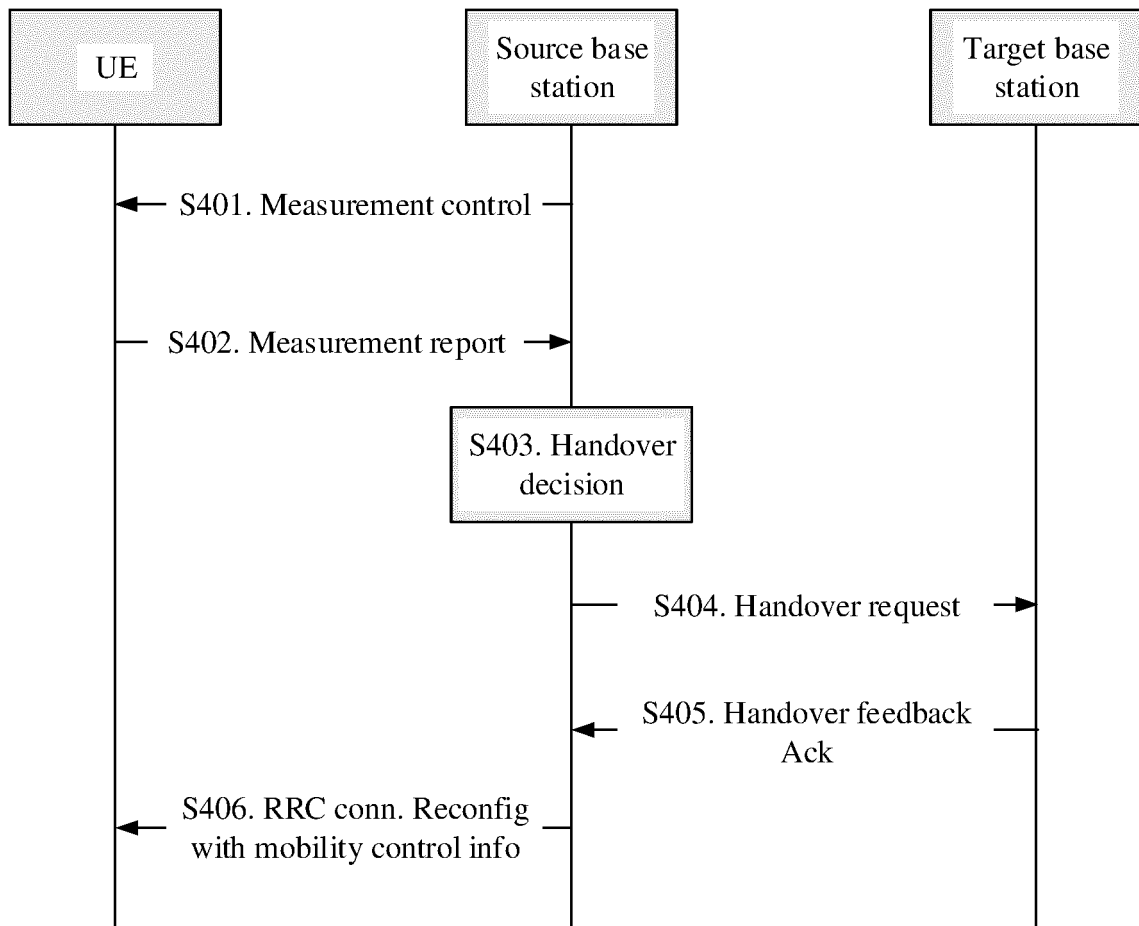 UE
Source base
station
Target base
station
S401. Measurement control
S402. Measurement report
S403. Handover
decision
S404. Handover request
S405. Handover feedback
Ack
S406. RRC conn. Reconfig
with mobility control info